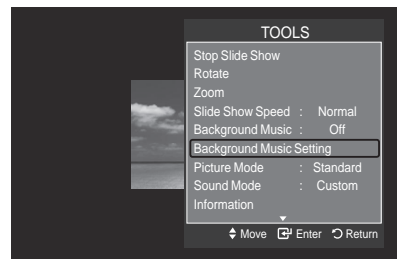 TOOLS
Stop Slide Show
Rotate
Zoom
Slide Show Speed : Normal
Background Music : Off
Background Music Setting
Picture Mode : Standard
Sound Mode : Custom
Information
Move Enter Return